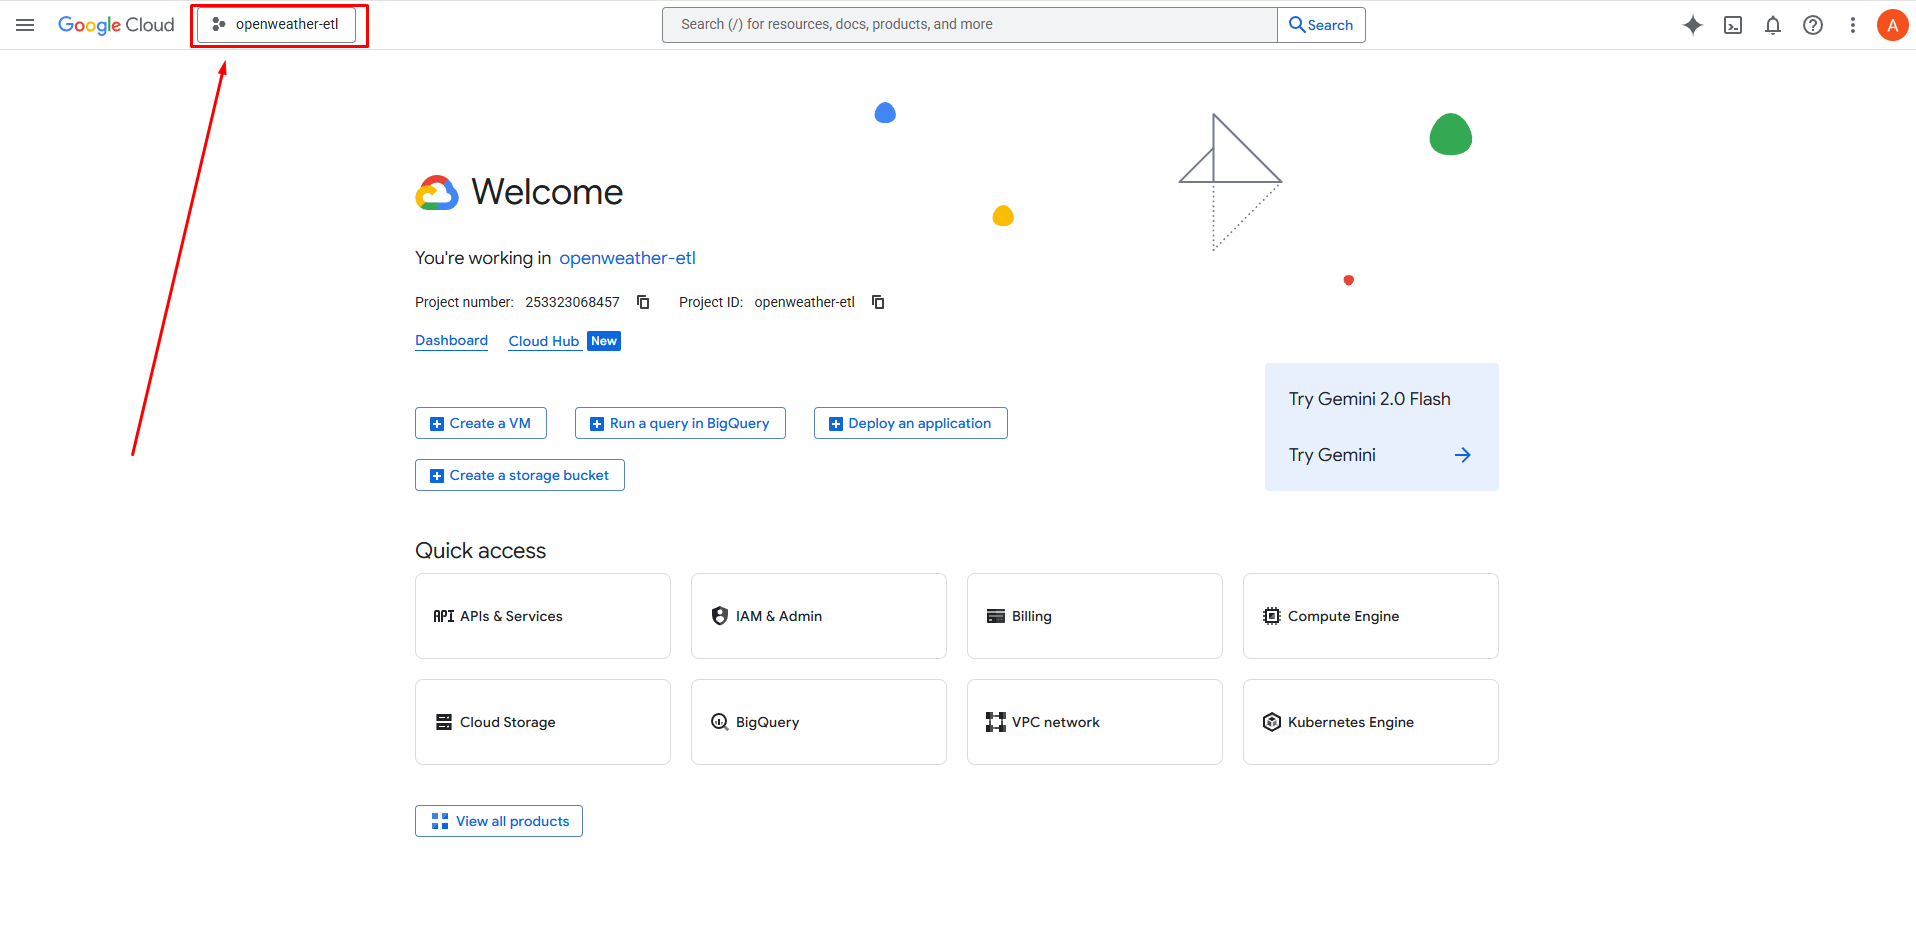 Google Cloud
openweather-etl
Search (/) for resources, docs, products, and more
Search
A
Welcome
You're working in openweather-etl
Project number: 253323068457 Project ID: openweather-etl
Dashboard Cloud Hub New
Create a VM Run a query in BigQuery Deploy an application
Create a storage bucket
Try Gemini 2.0 Flash
Try Gemini
Quick access
API APIs & Services
IAM & Admin
Billing
Compute Engine
Cloud Storage
BigQuery
VPC network
Kubernetes Engine
View all products